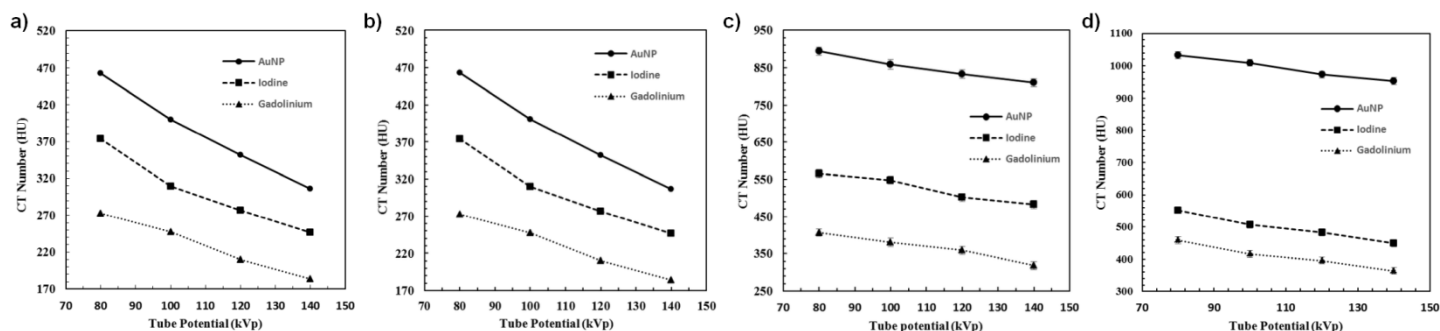 a)
520
470
420
370
320
270
220
170
CT Number (HU)
AuNP
Iodine
Gadolinium
70 80 90 100 110 120 130 140 150
Tube Potential (kVp)
b)
520
470
420
370
320
270
220
170
CT Number (HU)
AuNP
Iodine
Gadolinium
70 80 90 100 110 120 130 140 150
Tube Potential (kVp)
c)
950
850
750
650
550
450
350
250
CT Number (HU)
AuNP
Iodine
Gadolinium
70 80 90 100 110 120 130 140 150
Tube potential (kVp)
d)
1100
1000
900
800
700
600
500
400
300
CT Number (HU)
AuNP
Iodine
Gadolinium
70 90 110 130 150
Tube Potential (kVp)